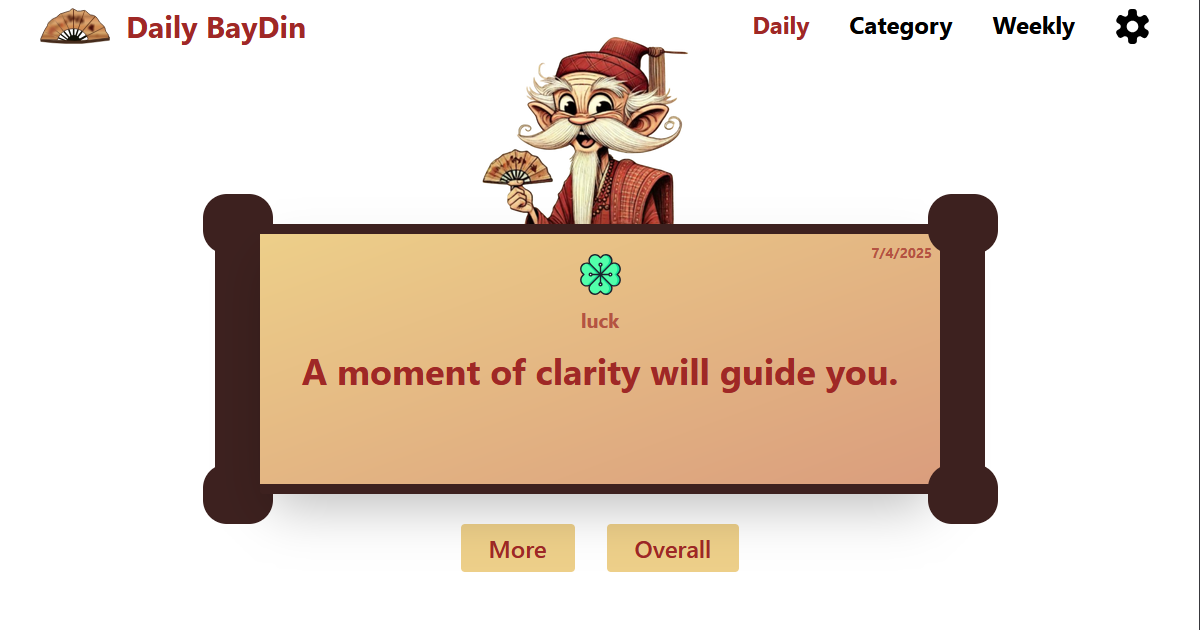 Daily BayDin
Daily Category Weekly
7/4/2025
luck
A moment of clarity will guide you.
More Overall